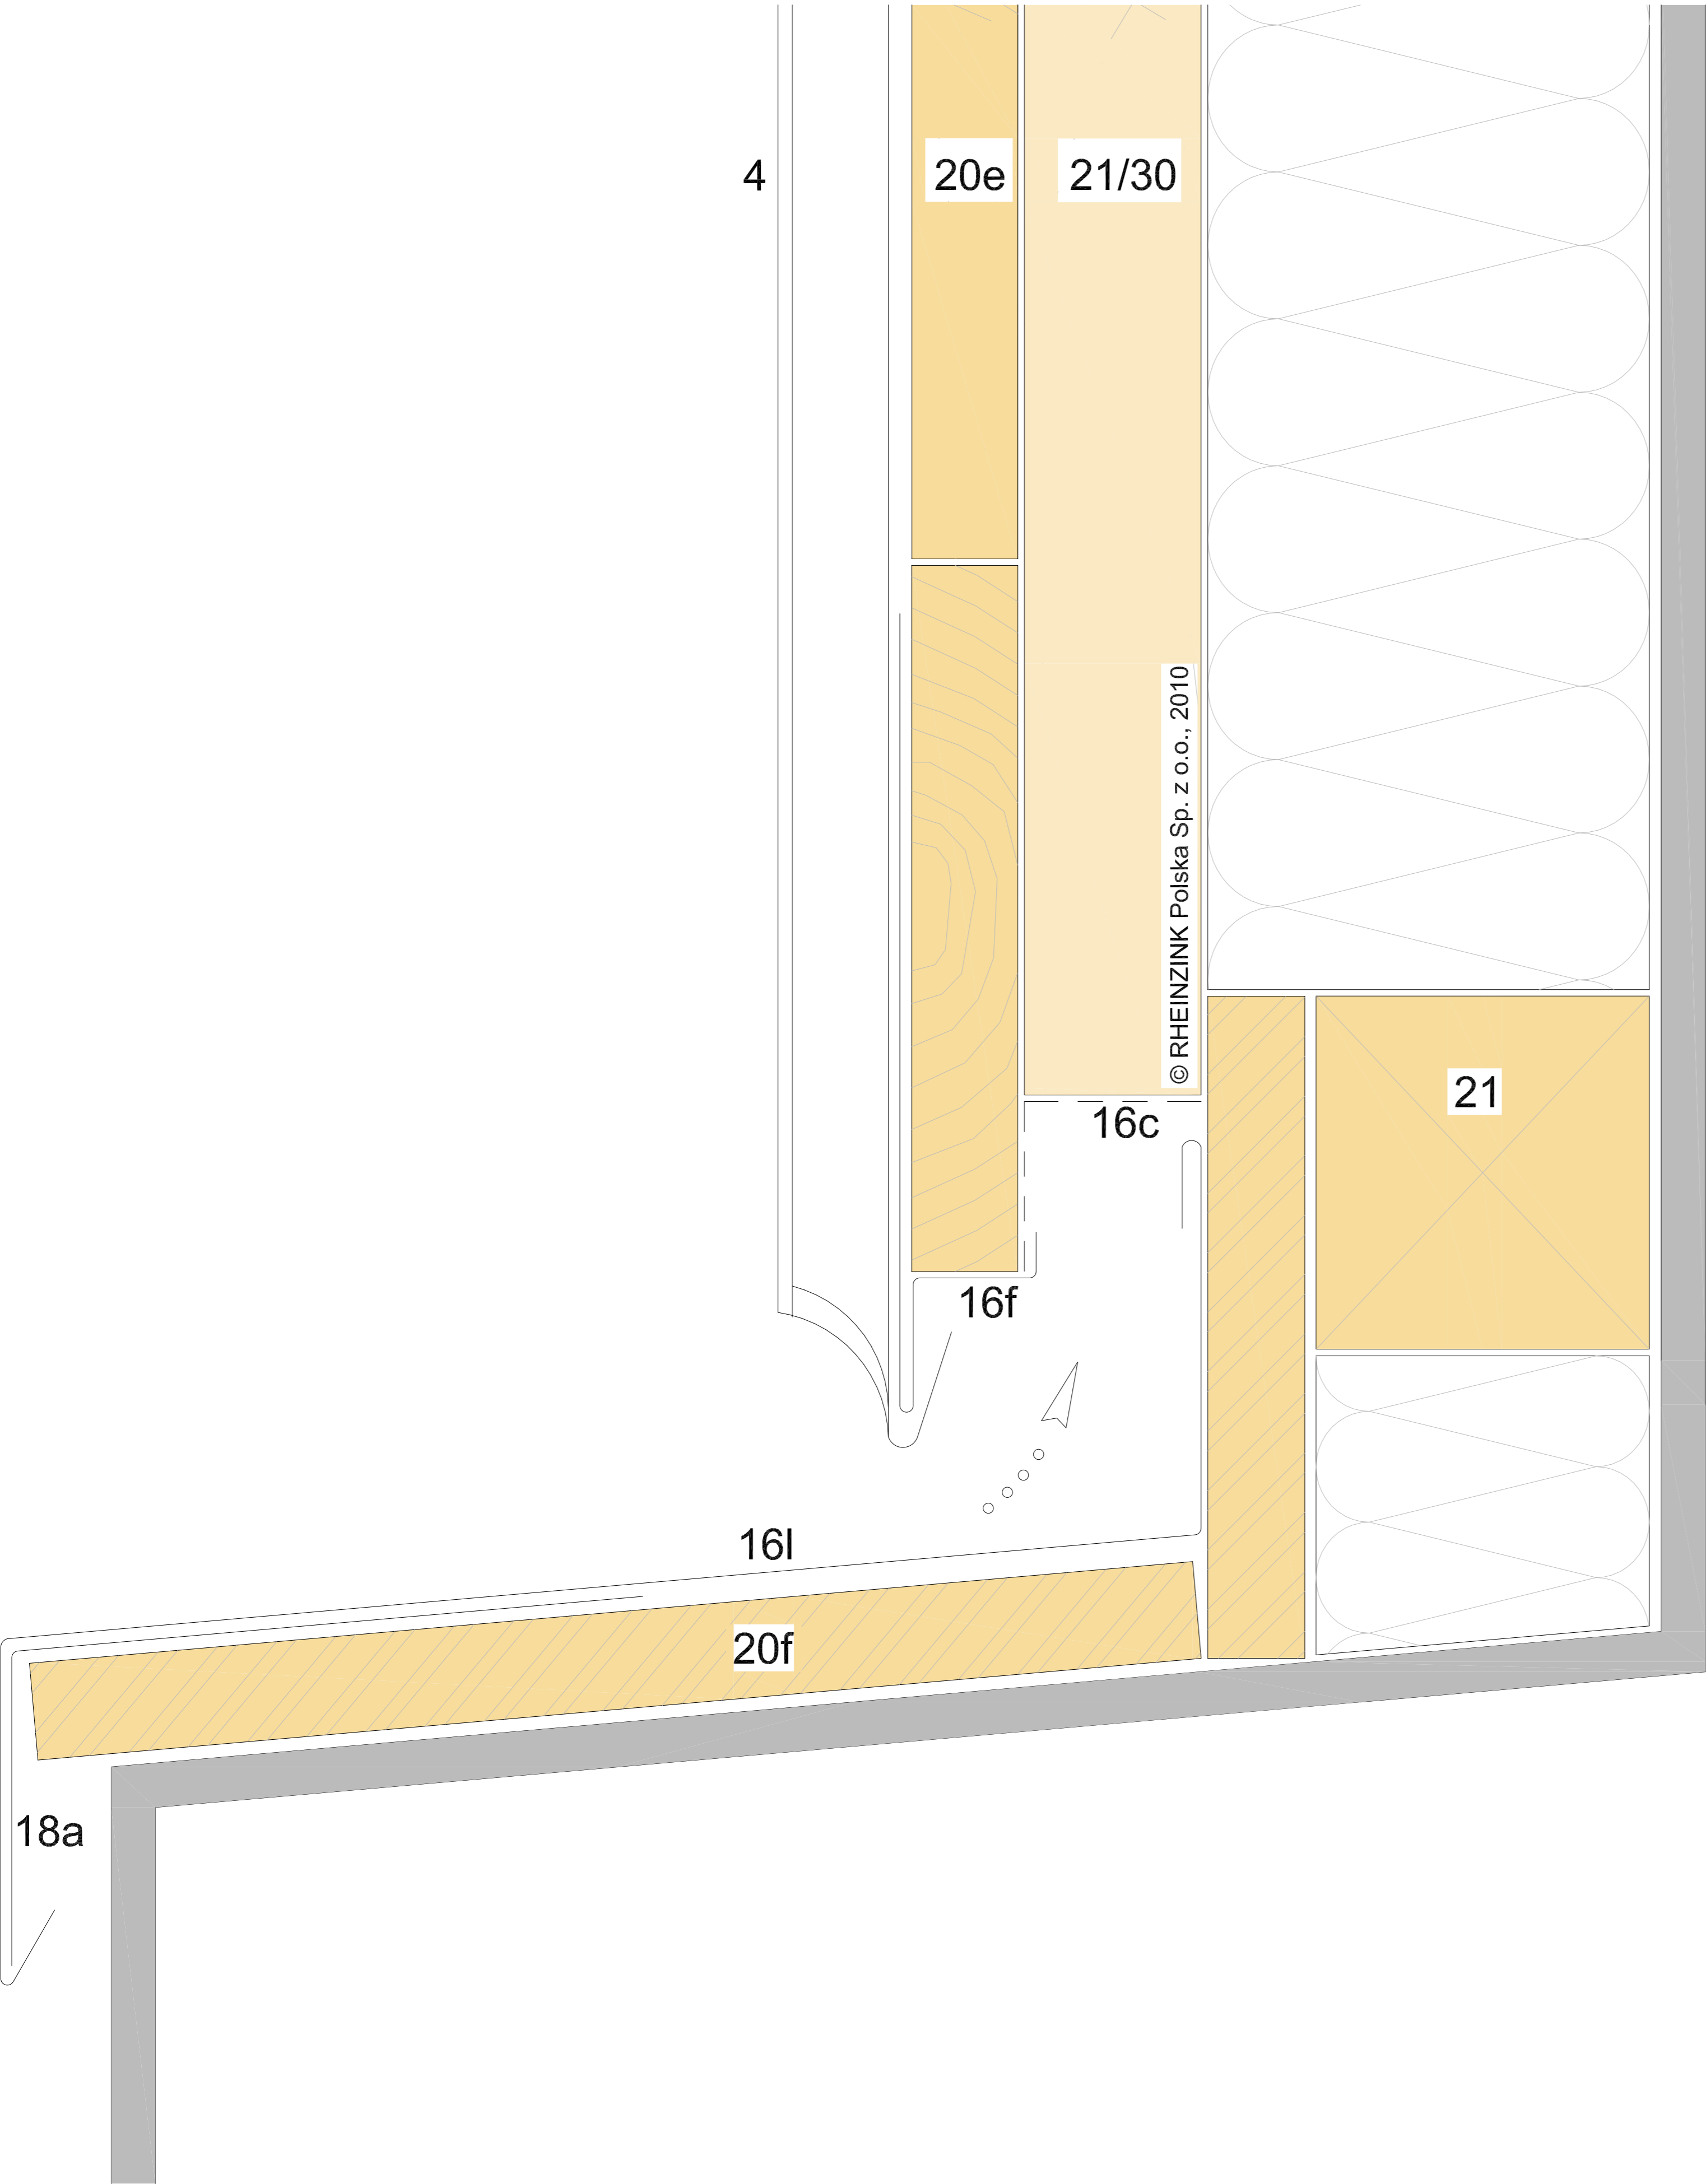 4
20e
21/30
© RHEINZINK Polska Sp. z o.o., 2010
21
16c
16f
16l
20f
18a